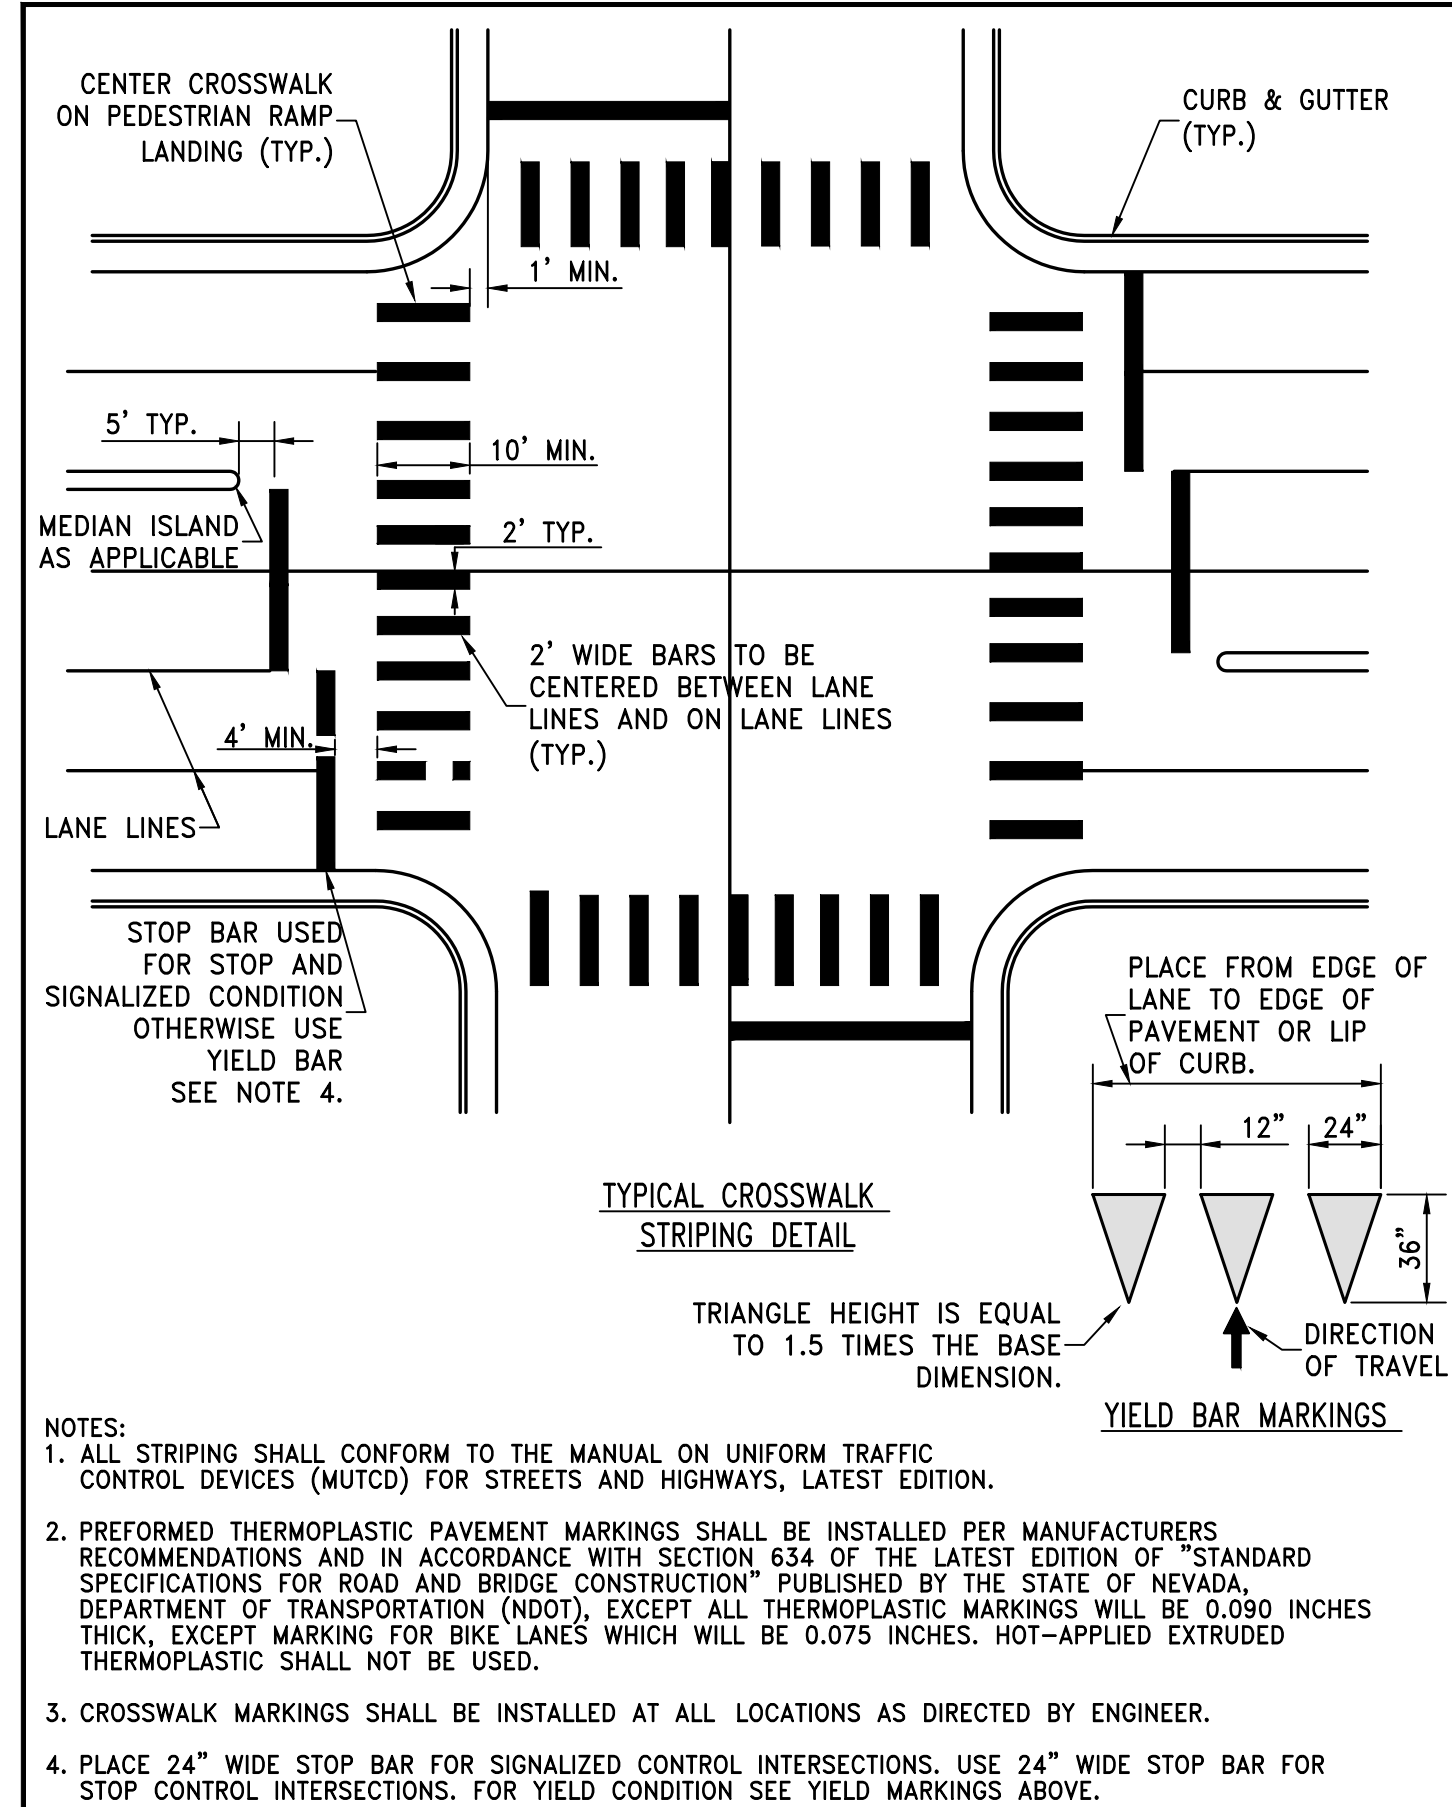 CENTER CROSSWALK
ON PEDESTRIAN RAMP
LANDING (TYP.)
CURB & GUTTER
(TYP.)
1' MIN.
5' TYP.
10' MIN.
MEDIAN ISLAND
AS APPLICABLE
2' TYP.
2' WIDE BARS TO BE
CENTERED BETWEEN LANE
LINES AND ON LANE LINES
(TYP.)
4' MIN.
LANE LINES
STOP BAR USED
FOR STOP AND
SIGNALIZED CONDITION
OTHERWISE USE
YIELD BAR
SEE NOTE 4.
PLACE FROM EDGE OF
LANE TO EDGE OF
PAVEMENT OR LIP
OF CURB.
12" 24"
36"
TYPICAL CROSSWALK
STRIPING DETAIL
TRIANGLE HEIGHT IS EQUAL
TO 1.5 TIMES THE BASE
DIMENSION.
DIRECTION
OF TRAVEL
YIELD BAR MARKINGS
NOTES:
1. ALL STRIPING SHALL CONFORM TO THE MANUAL ON UNIFORM TRAFFIC
CONTROL DEVICES (MUTCD) FOR STREETS AND HIGHWAYS, LATEST EDITION.
2. PREFORMED THERMOPLASTIC PAVEMENT MARKINGS SHALL BE INSTALLED PER MANUFACTURERS
RECOMMENDATIONS AND IN ACCORDANCE WITH SECTION 634 OF THE LATEST EDITION OF "STANDARD
SPECIFICATIONS FOR ROAD AND BRIDGE CONSTRUCTION" PUBLISHED BY THE STATE OF NEVADA,
DEPARTMENT OF TRANSPORTATION (NDOT), EXCEPT ALL THERMOPLASTIC MARKINGS WILL BE 0.090 INCHES
THICK, EXCEPT MARKING FOR BIKE LANES WHICH WILL BE 0.075 INCHES. HOT-APPLIED EXTRUDED
THERMOPLASTIC SHALL NOT BE USED.
3. CROSSWALK MARKINGS SHALL BE INSTALLED AT ALL LOCATIONS AS DIRECTED BY ENGINEER.
4. PLACE 24" WIDE STOP BAR FOR SIGNALIZED CONTROL INTERSECTIONS. USE 24" WIDE STOP BAR FOR
STOP CONTROL INTERSECTIONS. FOR YIELD CONDITION SEE YIELD MARKINGS ABOVE.